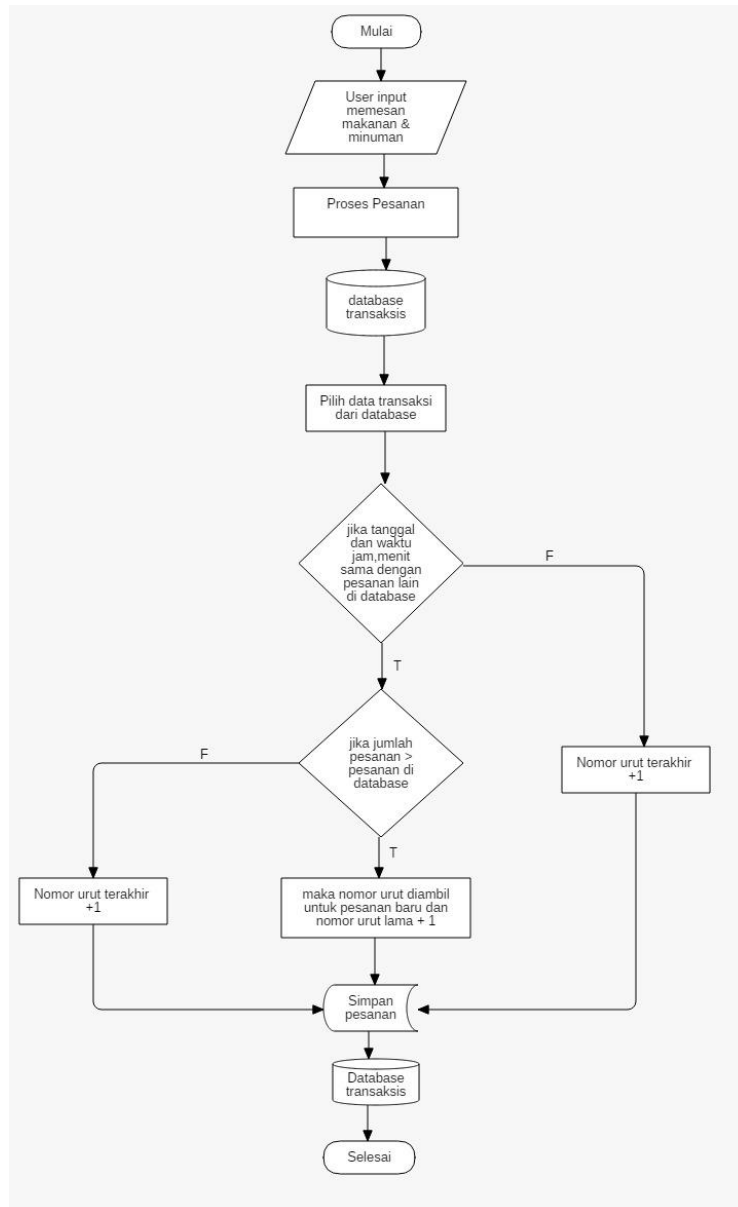 Mulai
User input
memesan
makanan &
minuman
Proses Pesanan
database
transaksis
Pilih data transaksi
dari database
jika tanggal
dan waktu
jam,menit
sama dengan
pesanan lain
di database
F
T
jika jumlah
pesanan >
pesanan di
database
F
Nomor urut terakhir
+1
T
Nomor urut terakhir
+1
maka nomor urut diambil
untuk pesanan baru dan
nomor urut lama + 1
Simpan
pesanan
Database
transaksis
Selesai